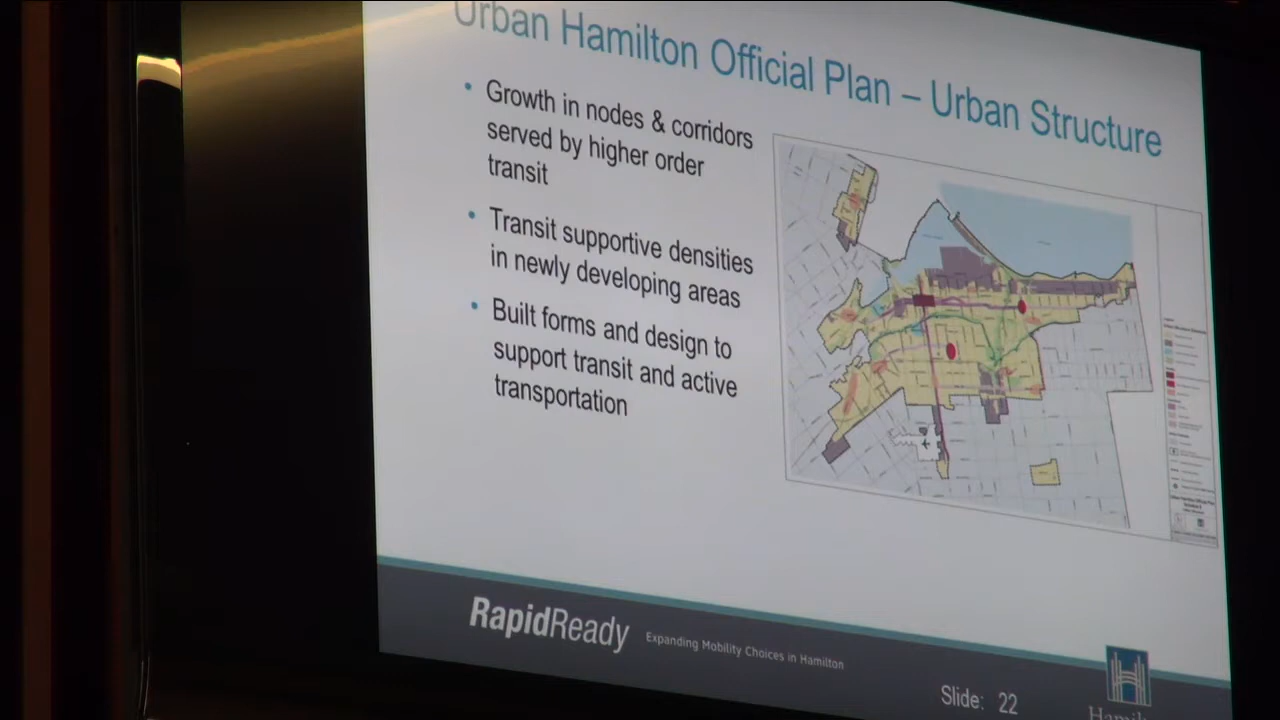 Urban Hamilton Official Plan – Urban Structure
• Growth in nodes & corridors
served by higher order
transit
• Transit supportive densities
in newly developing areas
• Built forms and design to
support transit and active
transportation
RapidReady
Expanding Mobility Choices in Hamilton
Slide: 22